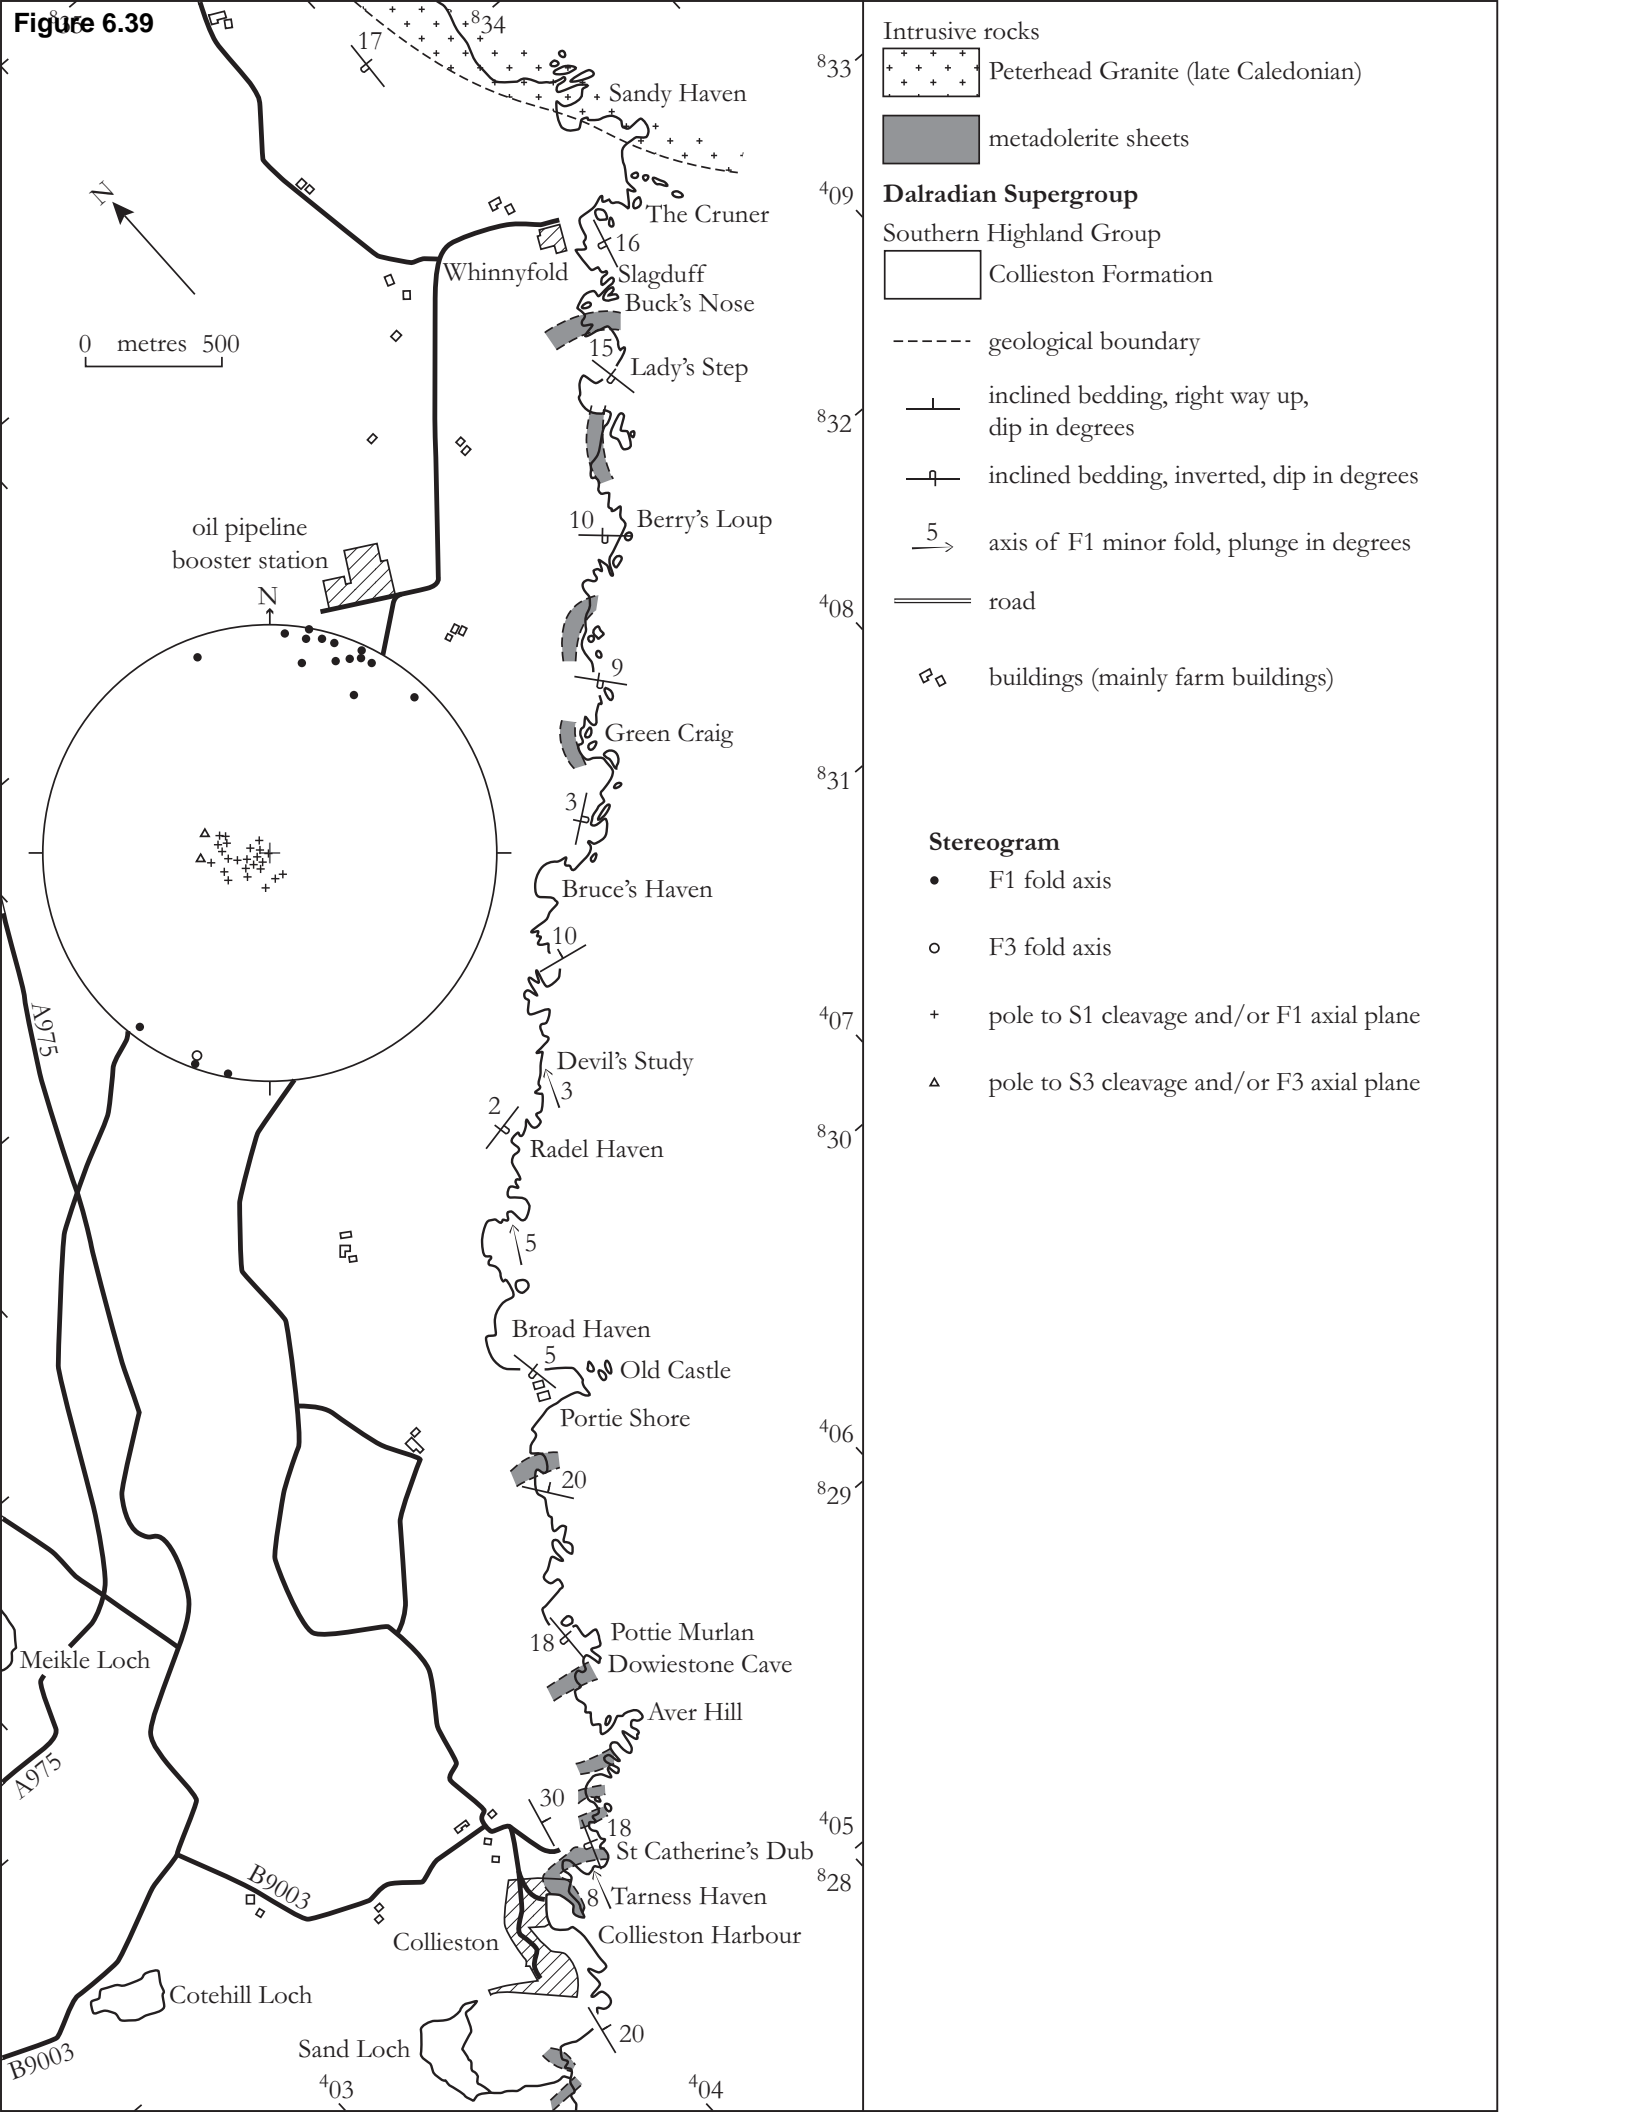 Figure 6.39
835
834
17
Sandy Haven
833
N
409
The Cruner
16
Whinnyfold
Slagduff
Buck's Nose
0 metres 500
15
Lady's Step
832
oil pipeline
booster station
10
Berry's Loup
N
408
9
Green Craig
831
3
Bruce's Haven
10
A975
407
Devil's Study
3
2
830
Radel Haven
5
Broad Haven
5
Old Castle
Portie Shore
406
20
829
Pottie Murlan
18
Meikle Loch
Dowiestone Cave
Aver Hill
A975
30
405
18
St Catherine's Dub
828
B9003
8
Tarness Haven
Collieston
Collieston Harbour
Cotehill Loch
20
Sand Loch
B9003
403
404
Intrusive rocks
Peterhead Granite (late Caledonian)
metadolerite sheets
Dalradian Supergroup
Southern Highland Group
Collieston Formation
geological boundary
inclined bedding, right way up,
dip in degrees
inclined bedding, inverted, dip in degrees
5
axis of F1 minor fold, plunge in degrees
road
buildings (mainly farm buildings)
Stereogram
F1 fold axis
F3 fold axis
pole to S1 cleavage and/or F1 axial plane
pole to S3 cleavage and/or F3 axial plane